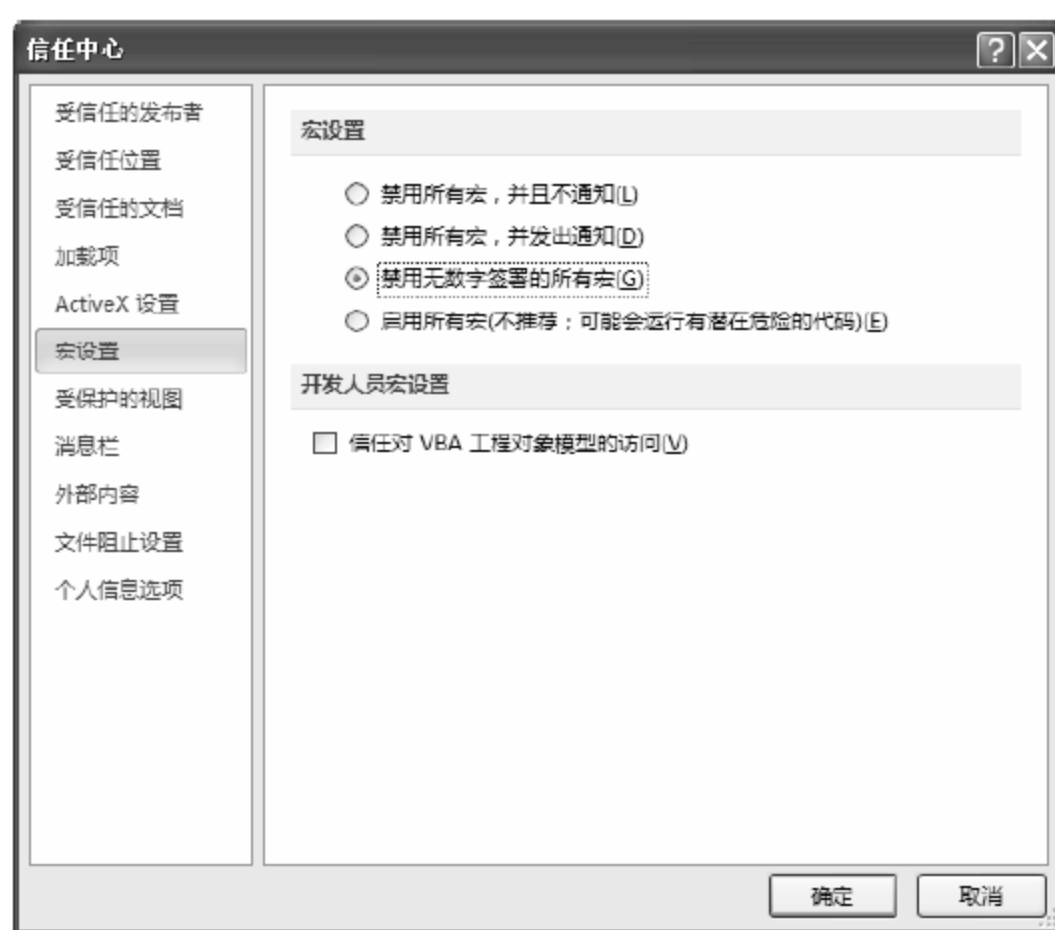 信任中心
受信任的发布者
受信任位置
受信任的文档
加载项
ActiveX 设置
宏设置
受保护的视图
消息栏
外部内容
文件阻止设置
个人信息选项
宏设置
禁用所有宏，并且不通知(L)
禁用所有宏，并发出通知(D)
禁用无数字签署的所有宏(G)
启用所有宏(不推荐；可能会运行有潜在危险的代码)(E)
开发人员宏设置
信任对 VBA 工程对象模型的访问(V)
确定
取消